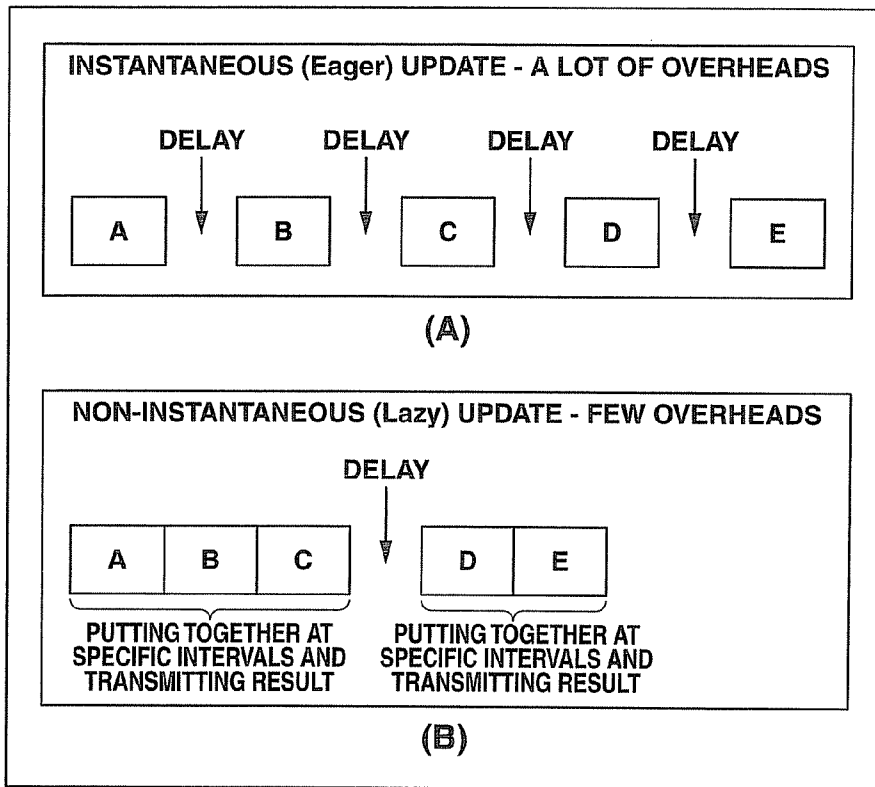 INSTANTANEOUS (Eager) UPDATE - A LOT OF OVERHEADS
DELAY DELAY DELAY DELAY
A B C D E
(A)
NON-INSTANTANEOUS (Lazy) UPDATE - FEW OVERHEADS
DELAY
A B C D E
PUTTING TOGETHER AT
SPECIFIC INTERVALS AND
TRANSMITTING RESULT
PUTTING TOGETHER AT
SPECIFIC INTERVALS AND
TRANSMITTING RESULT
(B)